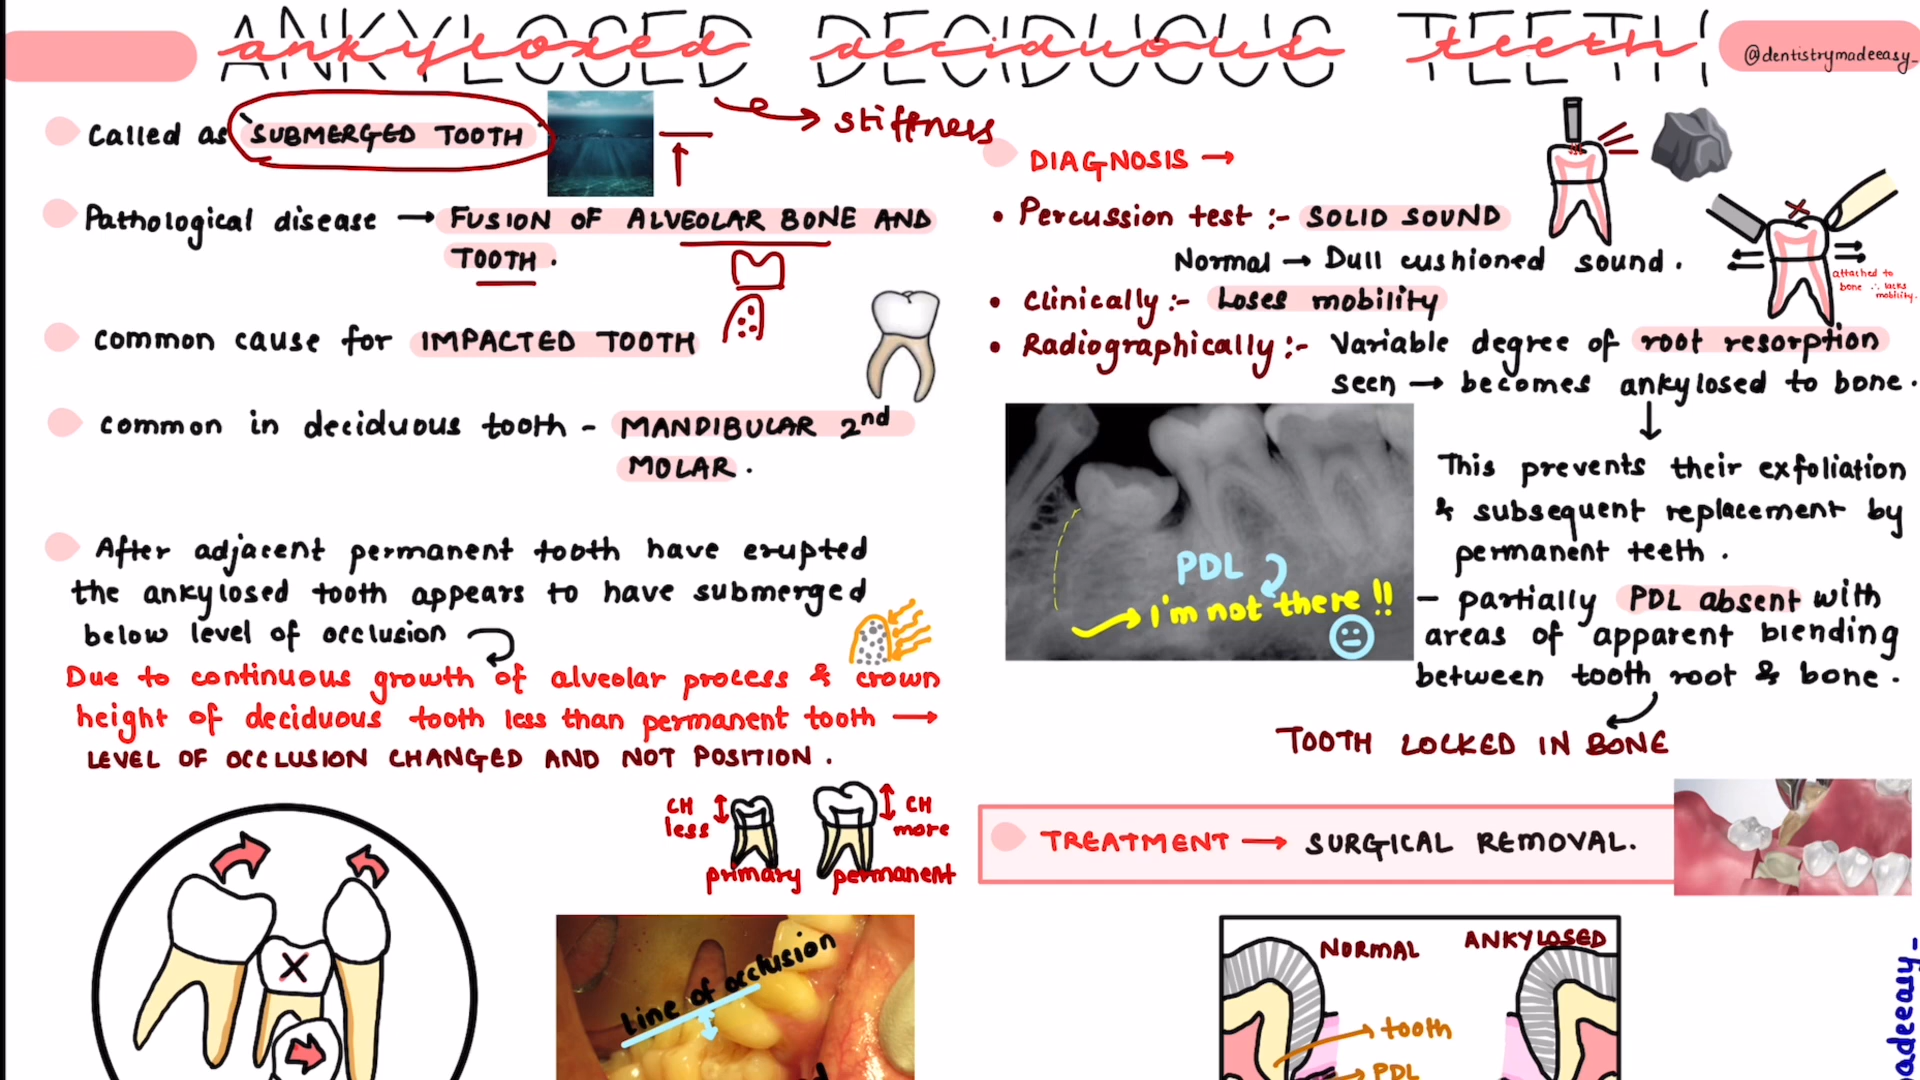 ANKYLOSED DECIDUOUS TEETH
ankylosed deciduous teeth
@dentistrymadeeasy_
called as 'SUBMERGED TOOTH'
stiffness
Pathological disease → FUSION OF ALVEOLAR BONE AND
TOOTH.
common cause for IMPACTED TOOTH
common in deciduous tooth - MANDIBULAR 2nd
MOLAR.
After adjacent permanent tooth have erupted
the ankylosed tooth appears to have submerged
below level of occlusion
Due to continuous growth of alveolar process & crown
height of deciduous tooth less than permanent tooth →
LEVEL OF OCCLUSION CHANGED AND NOT POSITION.
CH
less
primary
CH
more
permanent
X
Line of occlusion
DIAGNOSIS →
• Percussion test :- SOLID SOUND
Normal → Dull cushioned sound.
attached to
bone ∴ lacks
mobility.
• clinically :- Loses mobility
• Radiographically :- Variable degree of root resorption
seen → becomes ankylosed to bone.
This prevents their exfoliation
& subsequent replacement by
permanent teeth.
PDL
→ I'm not there !!
- partially PDL absent with
areas of apparent blending
between tooth root & bone.
TOOTH LOCKED IN BONE
TREATMENT → SURGICAL REMOVAL.
NORMAL
ANKYLOSED
tooth
PDL
adeeasy_